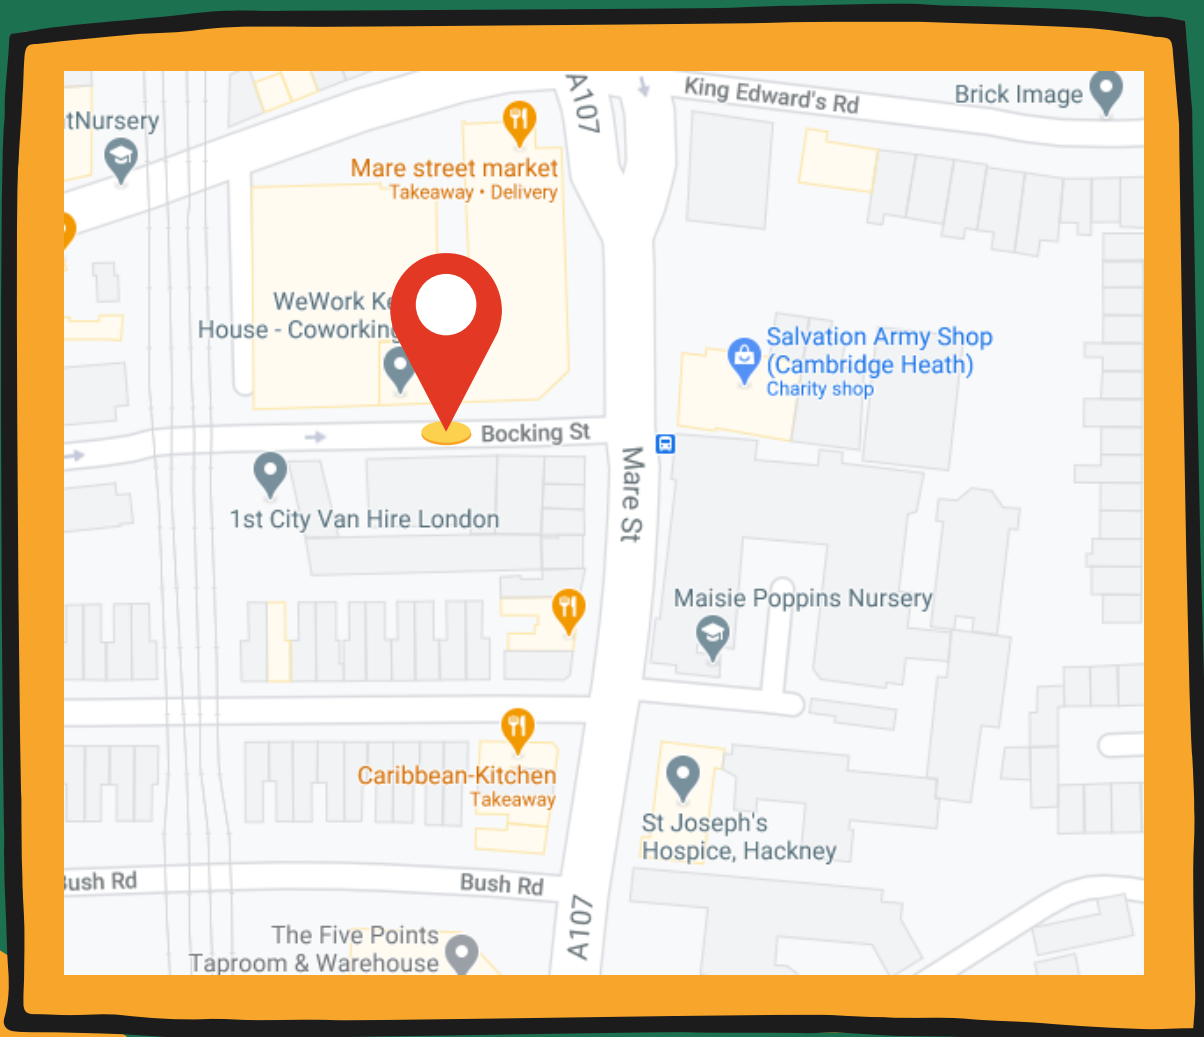 A107
King Edward's Rd
Brick Image
tNursery
Mare street market
Takeaway • Delivery
WeWork Ke
House - Coworking
Salvation Army Shop
(Cambridge Heath)
Charity shop
Bocking St
Mare St
1st City Van Hire London
Maisie Poppins Nursery
Caribbean-Kitchen
Takeaway
St Joseph's
Hospice, Hackney
Bush Rd
Bush Rd
A107
The Five Points
Taproom & Warehouse